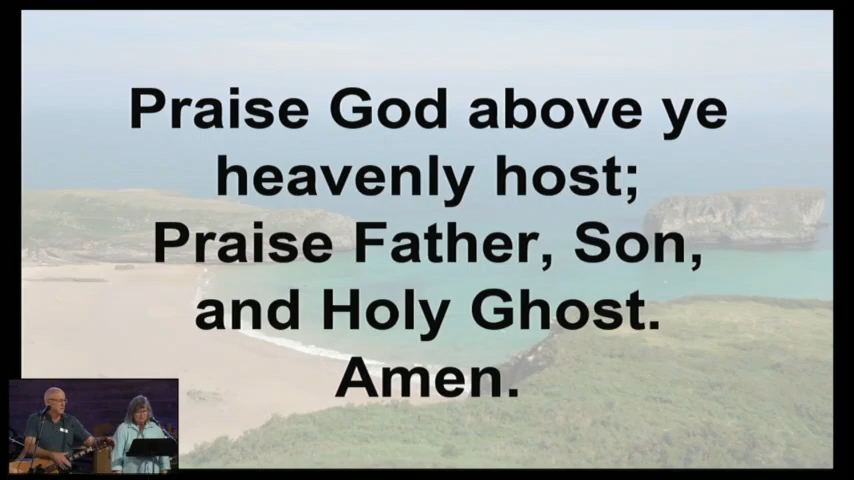 Praise God above ye
heavenly host;
Praise Father, Son,
and Holy Ghost.
Amen.